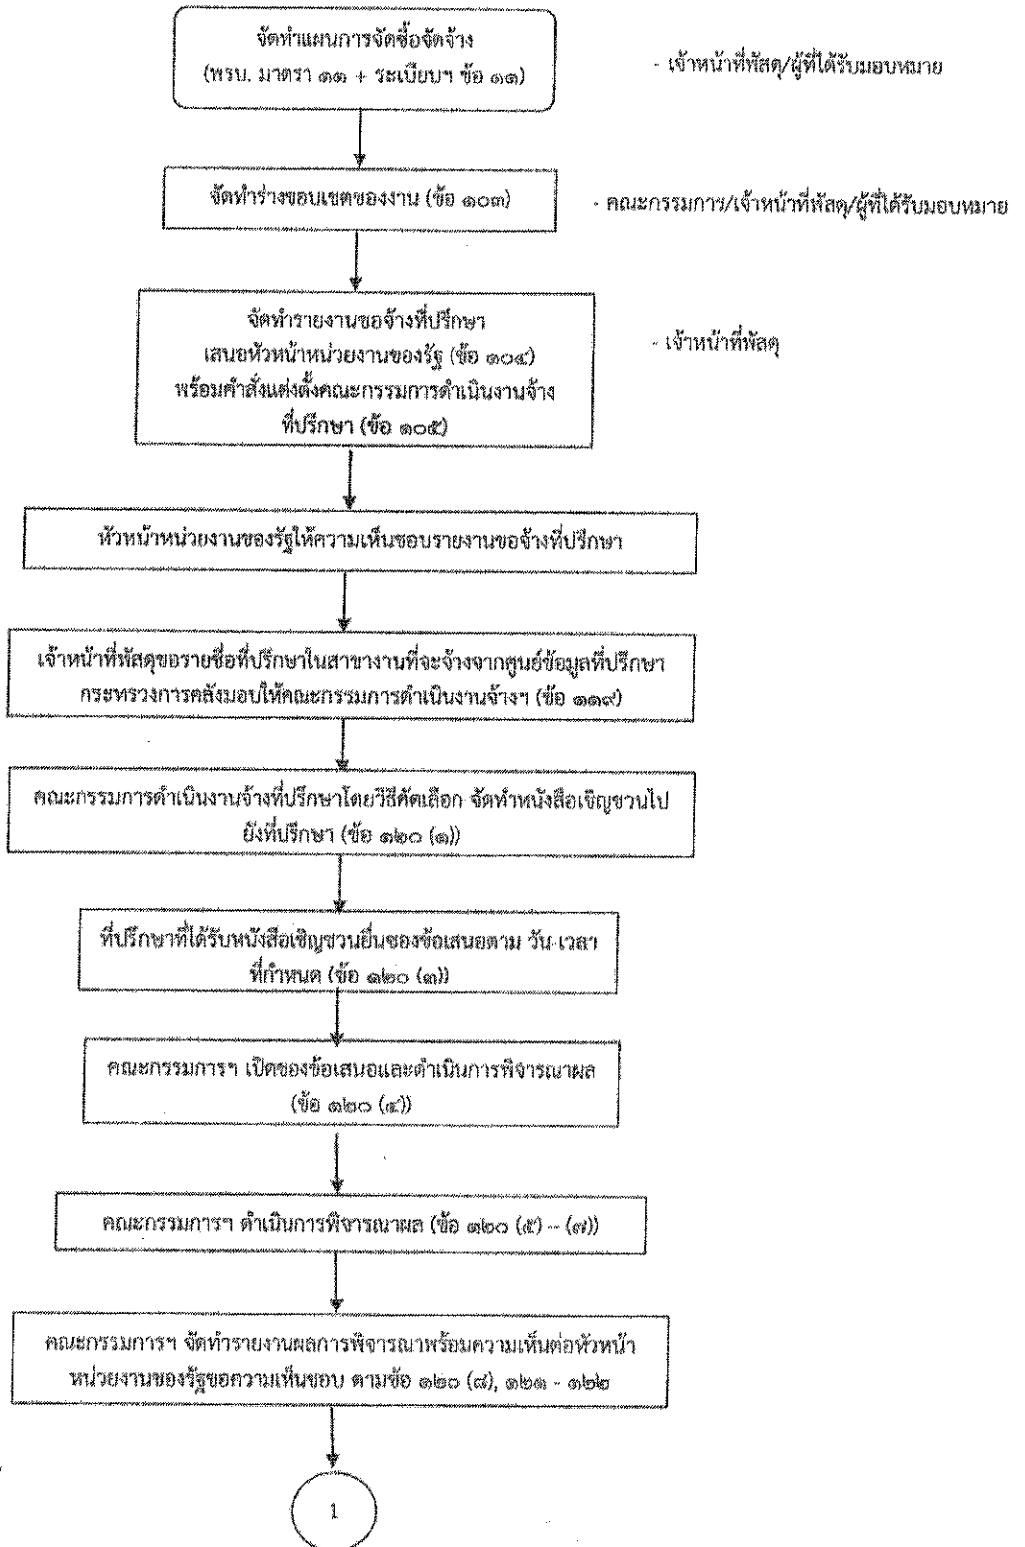 จัดทำแผนการจัดซื้อจัดจ้าง
(พรบ. มาตรา ๑๑ + ระเบียบฯ ข้อ ๑๑)
- เจ้าหน้าที่พัสดุ/ผู้ที่ได้รับมอบหมาย
จัดทำร่างขอบเขตของงาน (ข้อ ๑๐๓)
- คณะกรรมการ/เจ้าหน้าที่พัสดุ/ผู้ที่ได้รับมอบหมาย
จัดทำรายงานขอจ้างที่ปรึกษา
เสนอหัวหน้าหน่วยงานของรัฐ (ข้อ ๑๐๔)
พร้อมคำสั่งแต่งตั้งคณะกรรมการดำเนินงานจ้าง
ที่ปรึกษา (ข้อ ๑๐๕)
- เจ้าหน้าที่พัสดุ
หัวหน้าหน่วยงานของรัฐให้ความเห็นชอบรายงานขอจ้างที่ปรึกษา
เจ้าหน้าที่พัสดุขอรายชื่อที่ปรึกษาในสาขางานที่จะจ้างจากศูนย์ข้อมูลที่ปรึกษา
กระทรวงการคลังมอบให้คณะกรรมการดำเนินงานจ้างฯ (ข้อ ๑๑๙)
คณะกรรมการดำเนินงานจ้างที่ปรึกษาโดยวิธีคัดเลือก จัดทำหนังสือเชิญชวนไป
ยังที่ปรึกษา (ข้อ ๑๒๐ (๑))
ที่ปรึกษาที่ได้รับหนังสือเชิญชวนยื่นซองข้อเสนอตาม วัน เวลา
ที่กำหนด (ข้อ ๑๒๐ (๓))
คณะกรรมการฯ เปิดซองข้อเสนอและดำเนินการพิจารณาผล
(ข้อ ๑๒๐ (๔))
คณะกรรมการฯ ดำเนินการพิจารณาผล (ข้อ ๑๒๐ (๕) – (๗))
คณะกรรมการฯ จัดทำรายงานผลการพิจารณาพร้อมความเห็นต่อหัวหน้า
หน่วยงานของรัฐขอความเห็นชอบ ตามข้อ ๑๒๐ (๘), ๑๒๑ - ๑๒๒
1